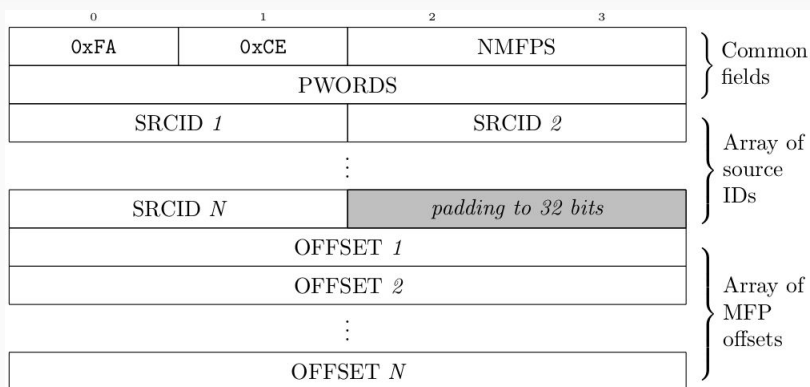 0 1 2 3
0xFA 0xCE NMFPS
PWORDS
SRCID 1 SRCID 2
⋮
SRCID N padding to 32 bits
OFFSET 1
OFFSET 2
⋮
OFFSET N
Common
fields
Array of
source
IDs
Array of
MFP
offsets